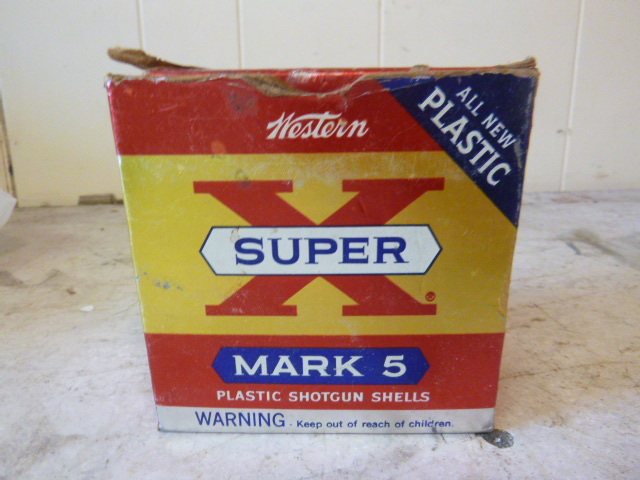 Western
ALL NEW
PLASTIC
X
SUPER
®
MARK 5
PLASTIC SHOTGUN SHELLS
WARNING - Keep out of reach of children.